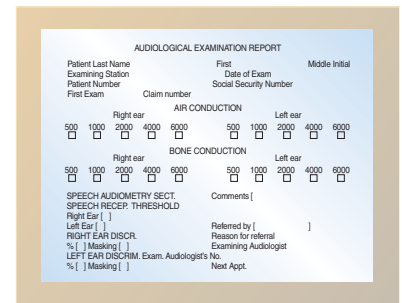 AUDIOLOGICAL EXAMINATION REPORT
Patient Last Name First Middle Initial
Examining Station Date of Exam
Patient Number Social Security Number
First Exam Claim number
AIR CONDUCTION
Right ear Left ear
500 1000 2000 4000 6000 500 1000 2000 4000 6000
BONE CONDUCTION
Right ear Left ear
500 1000 2000 4000 6000 500 1000 2000 4000 6000
SPEECH AUDIOMETRY SECT. Comments [
SPEECH RECEP. THRESHOLD
Right Ear [ ]
Left Ear [ ] Referred by [ ]
RIGHT EAR DISCR. Reason for referral
% [ ] Masking [ ] Examining Audiologist
LEFT EAR DISCRIM. Exam. Audiologist's No.
% [ ] Masking [ ] Next Appt.